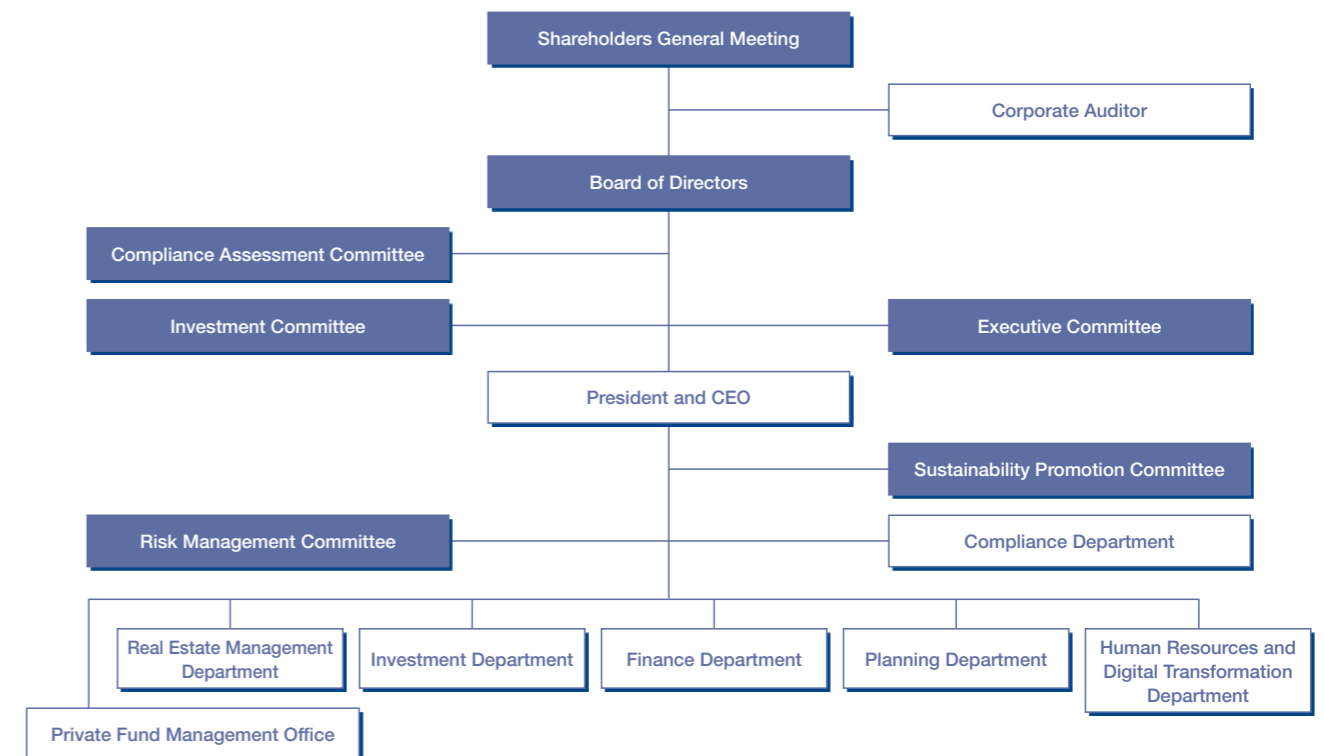 Shareholders General Meeting
Corporate Auditor
Board of Directors
Compliance Assessment Committee
Investment Committee
Executive Committee
President and CEO
Sustainability Promotion Committee
Risk Management Committee
Compliance Department
Real Estate Management
Department
Investment Department
Finance Department
Planning Department
Human Resources and
Digital Transformation
Department
Private Fund Management Office